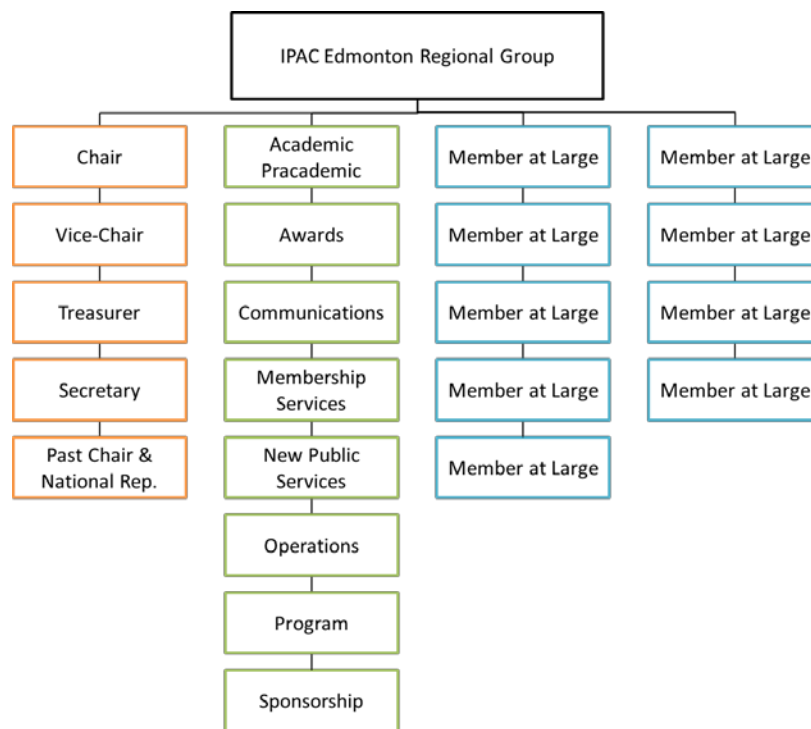 IPAC Edmonton Regional Group
Chair
Vice-Chair
Treasurer
Secretary
Past Chair &
National Rep.
Academic
Pracademic
Awards
Communications
Membership
Services
New Public
Services
Operations
Program
Sponsorship
Member at Large
Member at Large
Member at Large
Member at Large
Member at Large
Member at Large
Member at Large
Member at Large
Member at Large